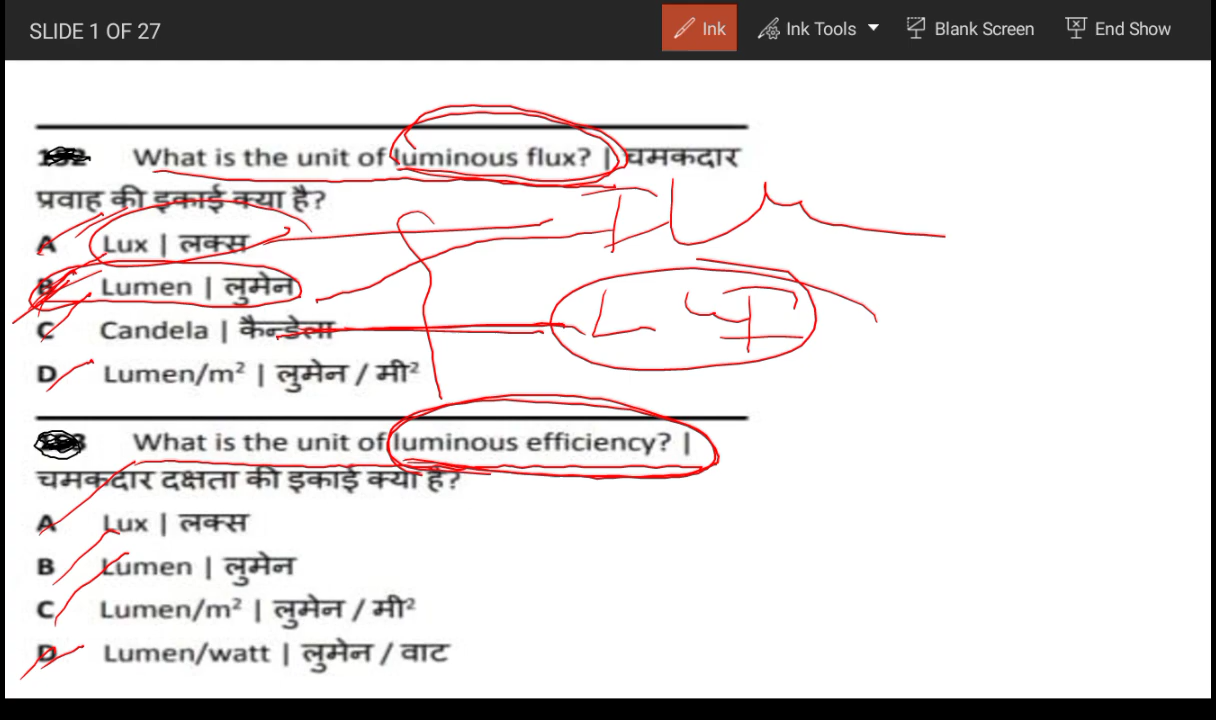 SLIDE 1 OF 27
Ink
Ink Tools
Blank Screen
End Show
What is the unit of luminous flux? | चमकदार
प्रवाह की इकाई क्या है?
A Lux | लक्स
B Lumen | लुमेन
C Candela | कैन्डेला
D Lumen/m² | लुमेन / मी²
What is the unit of luminous efficiency? |
चमकदार दक्षता की इकाई क्या है?
A Lux | लक्स
B Lumen | लुमेन
C Lumen/m² | लुमेन / मी²
D Lumen/watt | लुमेन / वाट